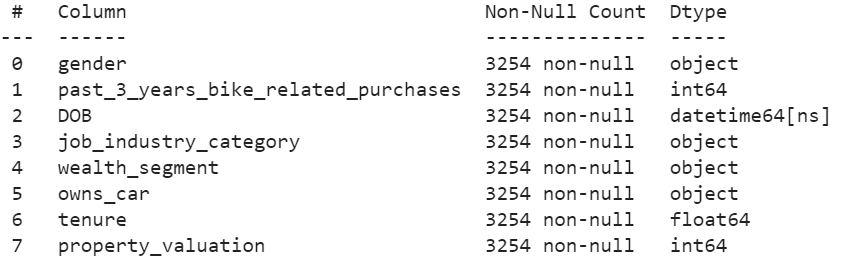 #   Column                               Non-Null Count  Dtype
---  ------                               --------------  -----
0   gender                               3254 non-null   object
1   past_3_years_bike_related_purchases  3254 non-null   int64
2   DOB                                  3254 non-null   datetime64[ns]
3   job_industry_category                3254 non-null   object
4   wealth_segment                       3254 non-null   object
5   owns_car                             3254 non-null   object
6   tenure                               3254 non-null   float64
7   property_valuation                   3254 non-null   int64